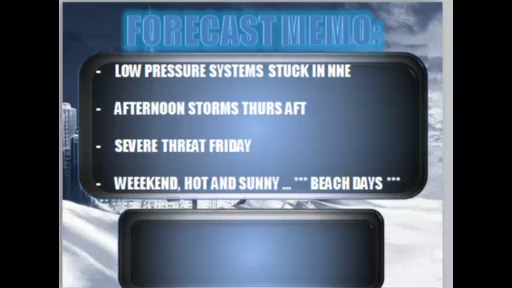 FORECAST MEMO:
- LOW PRESSURE SYSTEMS STUCK IN NNE
- AFTERNOON STORMS THURS AFT
- SEVERE THREAT FRIDAY
- WEEEKEND, HOT AND SUNNY ... *** BEACH DAYS ***